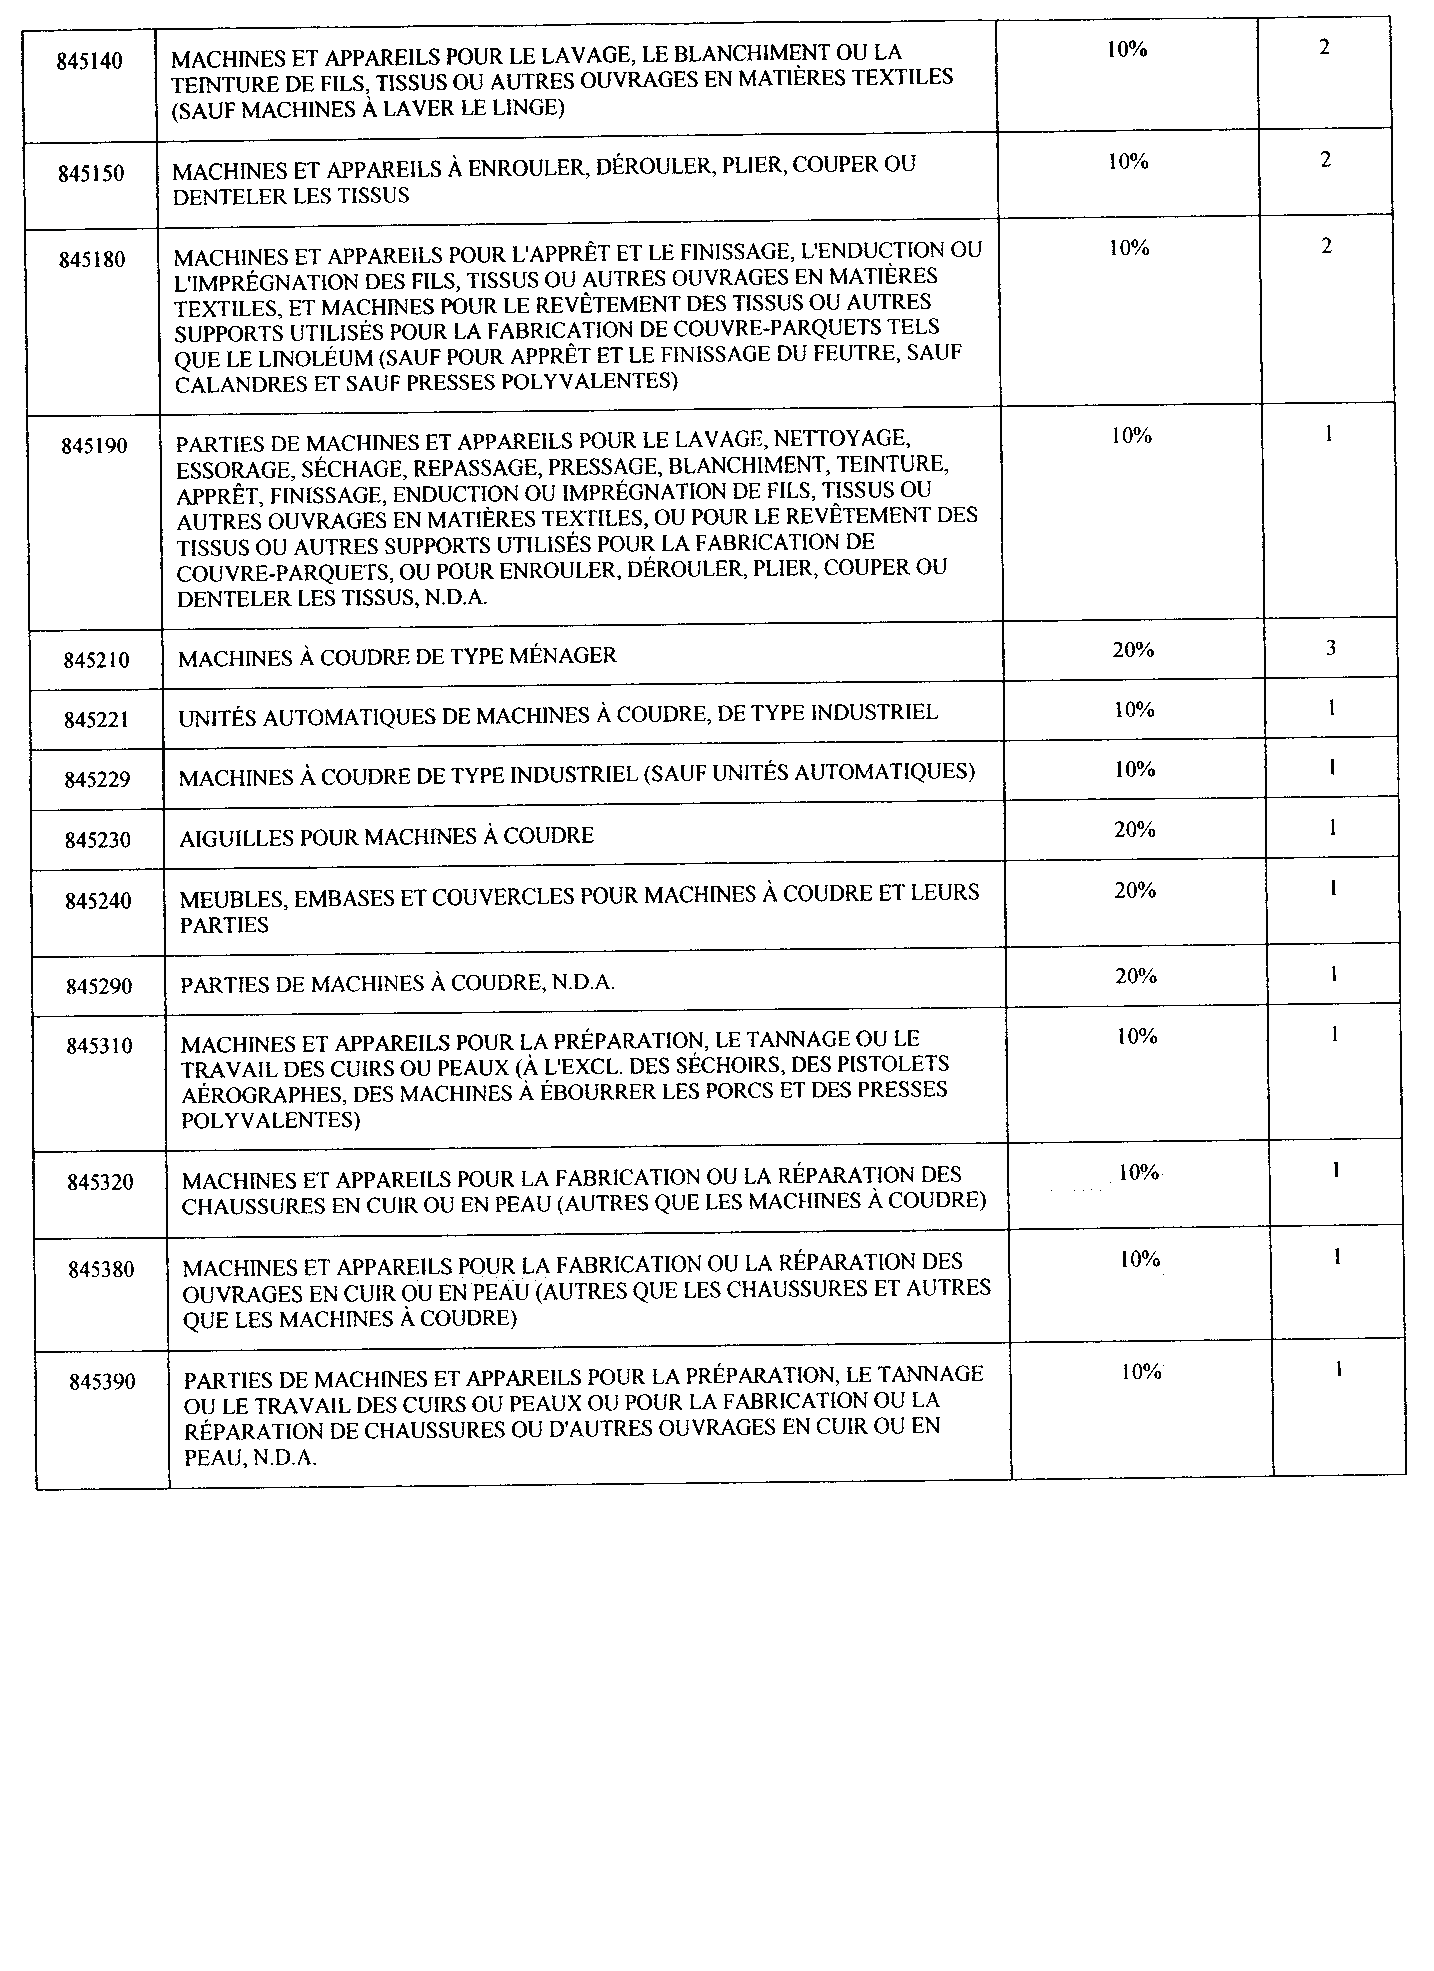 845140 MACHINES ET APPAREILS POUR LE LAVAGE, LE BLANCHIMENT OU LA 10% 2
TEINTURE DE FILS, TISSUS OU AUTRES OUVRAGES EN MATIÈRES TEXTILES
(SAUF MACHINES À LAVER LE LINGE)
845150 MACHINES ET APPAREILS À ENROULER, DÉROULER, PLIER, COUPER OU 10% 2
DENTELER LES TISSUS
845180 MACHINES ET APPAREILS POUR L'APPRÊT ET LE FINISSAGE, L'ENDUCTION OU 10% 2
L'IMPRÉGNATION DES FILS, TISSUS OU AUTRES OUVRAGES EN MATIÈRES
TEXTILES, ET MACHINES POUR LE REVÊTEMENT DES TISSUS OU AUTRES
SUPPORTS UTILISÉS POUR LA FABRICATION DE COUVRE-PARQUETS TELS
QUE LE LINOLÉUM (SAUF POUR APPRÊT ET LE FINISSAGE DU FEUTRE, SAUF
CALANDRES ET SAUF PRESSES POLYVALENTES)
845190 PARTIES DE MACHINES ET APPAREILS POUR LE LAVAGE, NETTOYAGE, 10% 1
ESSORAGE, SÉCHAGE, REPASSAGE, PRESSAGE, BLANCHIMENT, TEINTURE,
APPRÊT, FINISSAGE, ENDUCTION OU IMPRÉGNATION DE FILS, TISSUS OU
AUTRES OUVRAGES EN MATIÈRES TEXTILES, OU POUR LE REVÊTEMENT DES
TISSUS OU AUTRES SUPPORTS UTILISÉS POUR LA FABRICATION DE
COUVRE-PARQUETS, OU POUR ENROULER, DÉROULER, PLIER, COUPER OU
DENTELER LES TISSUS, N.D.A.
845210 MACHINES À COUDRE DE TYPE MÉNAGER 20% 3
845221 UNITÉS AUTOMATIQUES DE MACHINES À COUDRE, DE TYPE INDUSTRIEL 10% 1
845229 MACHINES À COUDRE DE TYPE INDUSTRIEL (SAUF UNITÉS AUTOMATIQUES) 10% 1
845230 AIGUILLES POUR MACHINES À COUDRE 20% 1
845240 MEUBLES, EMBASES ET COUVERCLES POUR MACHINES À COUDRE ET LEURS 20% 1
PARTIES
845290 PARTIES DE MACHINES À COUDRE, N.D.A. 20% 1
845310 MACHINES ET APPAREILS POUR LA PRÉPARATION, LE TANNAGE OU LE 10% 1
TRAVAIL DES CUIRS OU PEAUX (À L'EXCL. DES SÉCHOIRS, DES PISTOLETS
AÉROGRAPHES, DES MACHINES À ÉBOURRER LES PORCS ET DES PRESSES
POLYVALENTES)
845320 MACHINES ET APPAREILS POUR LA FABRICATION OU LA RÉPARATION DES 10% 1
CHAUSSURES EN CUIR OU EN PEAU (AUTRES QUE LES MACHINES À COUDRE)
845380 MACHINES ET APPAREILS POUR LA FABRICATION OU LA RÉPARATION DES 10% 1
OUVRAGES EN CUIR OU EN PEAU (AUTRES QUE LES CHAUSSURES ET AUTRES
QUE LES MACHINES À COUDRE)
845390 PARTIES DE MACHINES ET APPAREILS POUR LA PRÉPARATION, LE TANNAGE 10% 1
OU LE TRAVAIL DES CUIRS OU PEAUX OU POUR LA FABRICATION OU LA
RÉPARATION DE CHAUSSURES OU D'AUTRES OUVRAGES EN CUIR OU EN
PEAU, N.D.A.